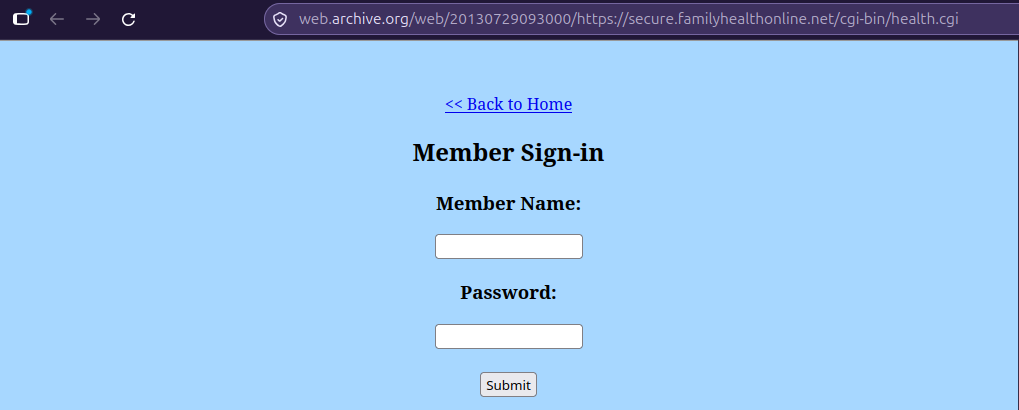 web.archive.org/web/20130729093000/https://secure.familyhealthonline.net/cgi-bin/health.cgi
<< Back to Home
Member Sign-in
Member Name:
Password:
Submit